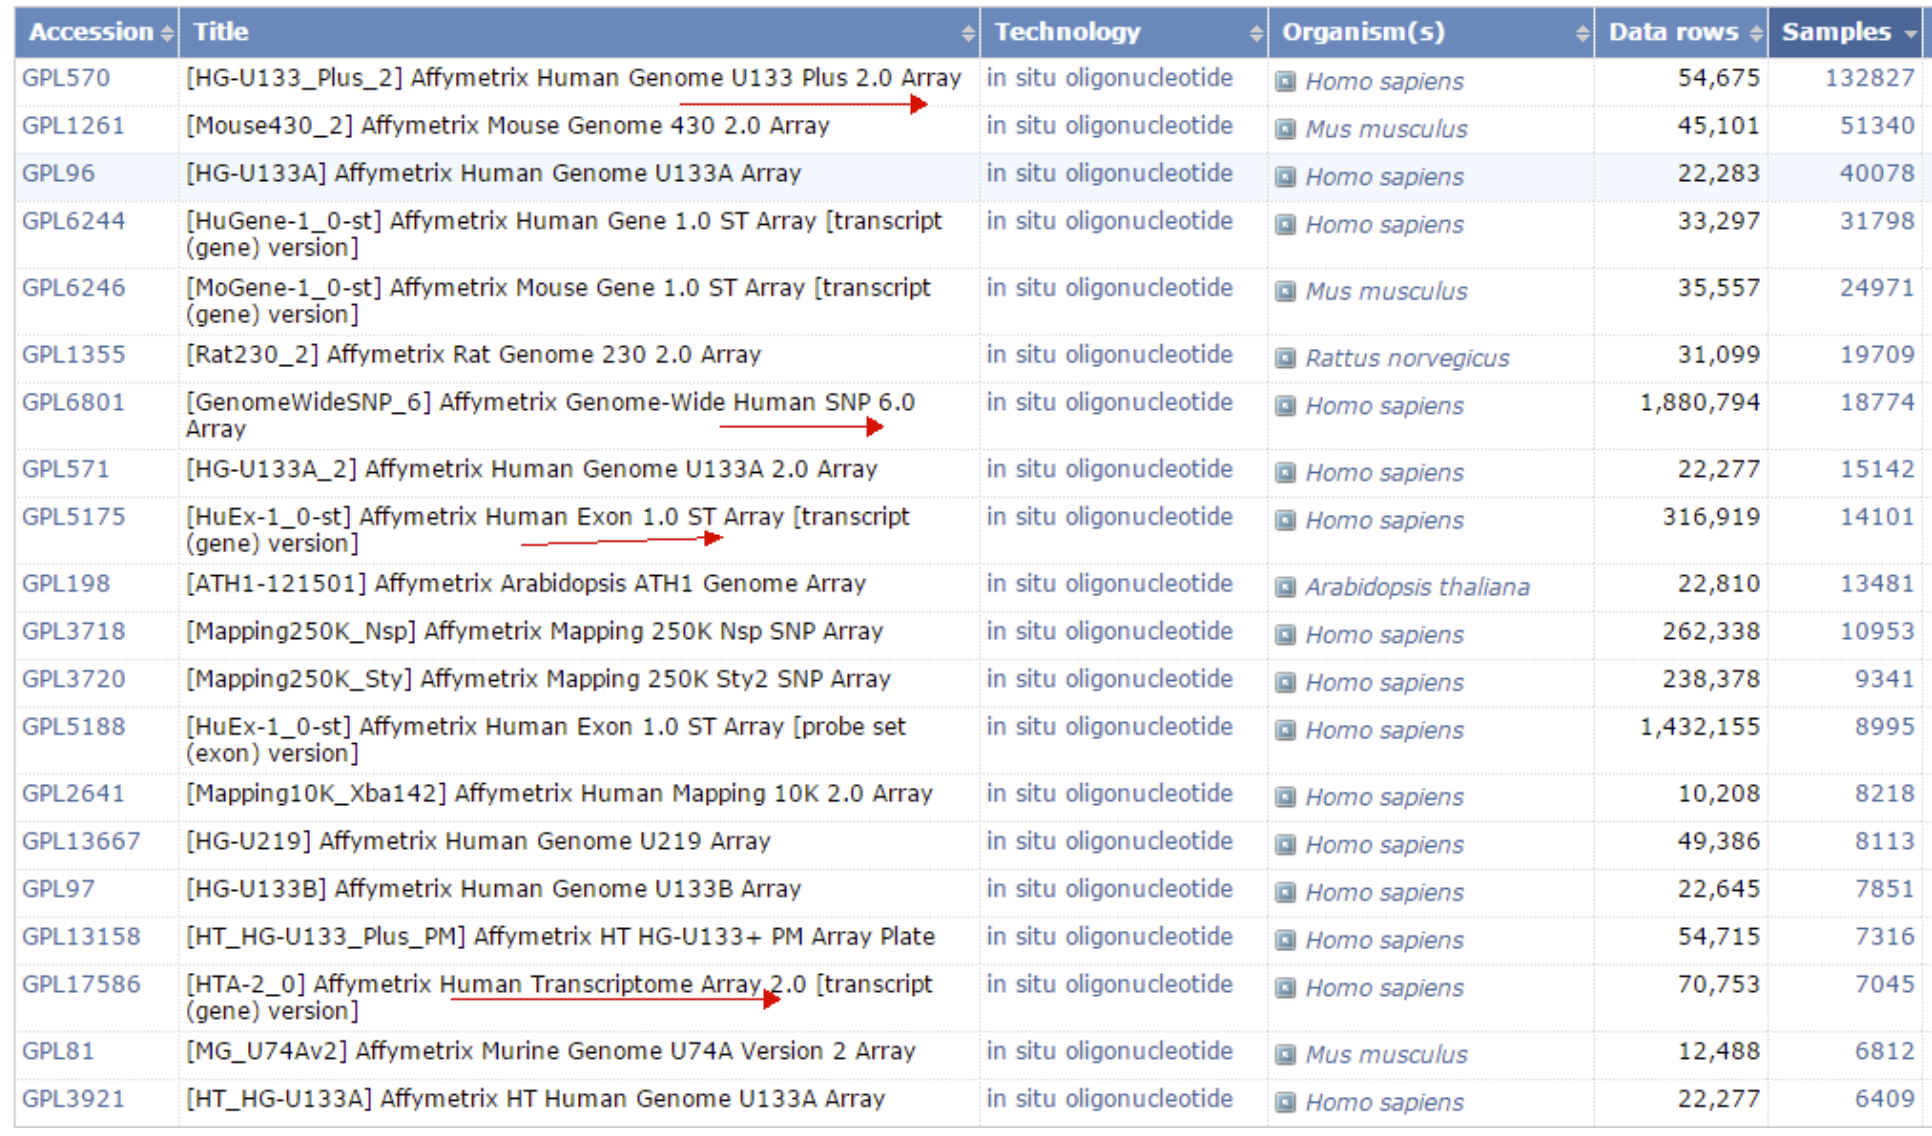 Accession Title Technology Organism(s) Data rows Samples
GPL570 [HG-U133_Plus_2] Affymetrix Human Genome U133 Plus 2.0 Array in situ oligonucleotide Homo sapiens 54,675 132827
GPL1261 [Mouse430_2] Affymetrix Mouse Genome 430 2.0 Array in situ oligonucleotide Mus musculus 45,101 51340
GPL96 [HG-U133A] Affymetrix Human Genome U133A Array in situ oligonucleotide Homo sapiens 22,283 40078
GPL6244 [HuGene-1_0-st] Affymetrix Human Gene 1.0 ST Array [transcript in situ oligonucleotide Homo sapiens 33,297 31798
(gene) version]
GPL6246 [MoGene-1_0-st] Affymetrix Mouse Gene 1.0 ST Array [transcript in situ oligonucleotide Mus musculus 35,557 24971
(gene) version]
GPL1355 [Rat230_2] Affymetrix Rat Genome 230 2.0 Array in situ oligonucleotide Rattus norvegicus 31,099 19709
GPL6801 [GenomeWideSNP_6] Affymetrix Genome-Wide Human SNP 6.0 in situ oligonucleotide Homo sapiens 1,880,794 18774
Array
GPL571 [HG-U133A_2] Affymetrix Human Genome U133A 2.0 Array in situ oligonucleotide Homo sapiens 22,277 15142
GPL5175 [HuEx-1_0-st] Affymetrix Human Exon 1.0 ST Array [transcript in situ oligonucleotide Homo sapiens 316,919 14101
(gene) version]
GPL198 [ATH1-121501] Affymetrix Arabidopsis ATH1 Genome Array in situ oligonucleotide Arabidopsis thaliana 22,810 13481
GPL3718 [Mapping250K_Nsp] Affymetrix Mapping 250K Nsp SNP Array in situ oligonucleotide Homo sapiens 262,338 10953
GPL3720 [Mapping250K_Sty] Affymetrix Mapping 250K Sty2 SNP Array in situ oligonucleotide Homo sapiens 238,378 9341
GPL5188 [HuEx-1_0-st] Affymetrix Human Exon 1.0 ST Array [probe set in situ oligonucleotide Homo sapiens 1,432,155 8995
(exon) version]
GPL2641 [Mapping10K_Xba142] Affymetrix Human Mapping 10K 2.0 Array in situ oligonucleotide Homo sapiens 10,208 8218
GPL13667 [HG-U219] Affymetrix Human Genome U219 Array in situ oligonucleotide Homo sapiens 49,386 8113
GPL97 [HG-U133B] Affymetrix Human Genome U133B Array in situ oligonucleotide Homo sapiens 22,645 7851
GPL13158 [HT_HG-U133_Plus_PM] Affymetrix HT HG-U133+ PM Array Plate in situ oligonucleotide Homo sapiens 54,715 7316
GPL17586 [HTA-2_0] Affymetrix Human Transcriptome Array 2.0 [transcript in situ oligonucleotide Homo sapiens 70,753 7045
(gene) version]
GPL81 [MG_U74Av2] Affymetrix Murine Genome U74A Version 2 Array in situ oligonucleotide Mus musculus 12,488 6812
GPL3921 [HT_HG-U133A] Affymetrix HT Human Genome U133A Array in situ oligonucleotide Homo sapiens 22,277 6409